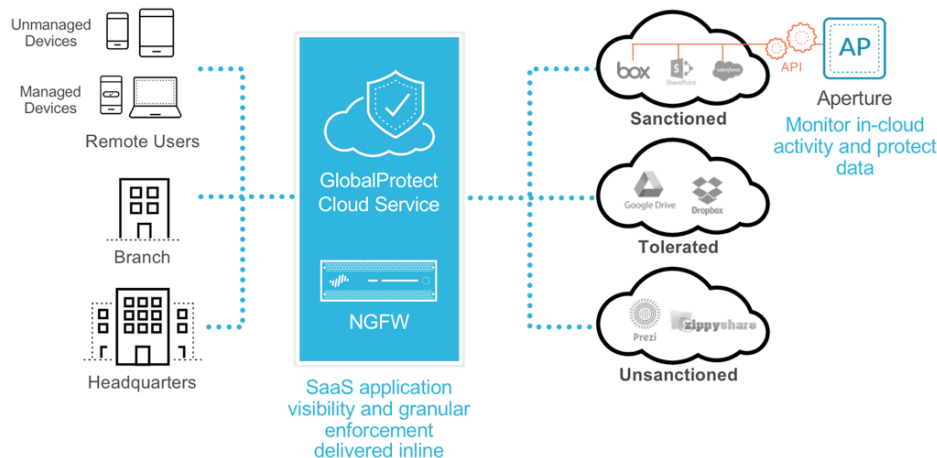 Unmanaged
Devices
Managed
Devices
Remote Users
Branch
Headquarters
GlobalProtect
Cloud Service
NGFW
SaaS application
visibility and granular
enforcement
delivered inline
box
SharePoint
salesforce
Sanctioned
API
AP
Aperture
Monitor in-cloud
activity and protect
data
Google Drive
Dropbox
Tolerated
Prezi
zippyshare
Unsanctioned